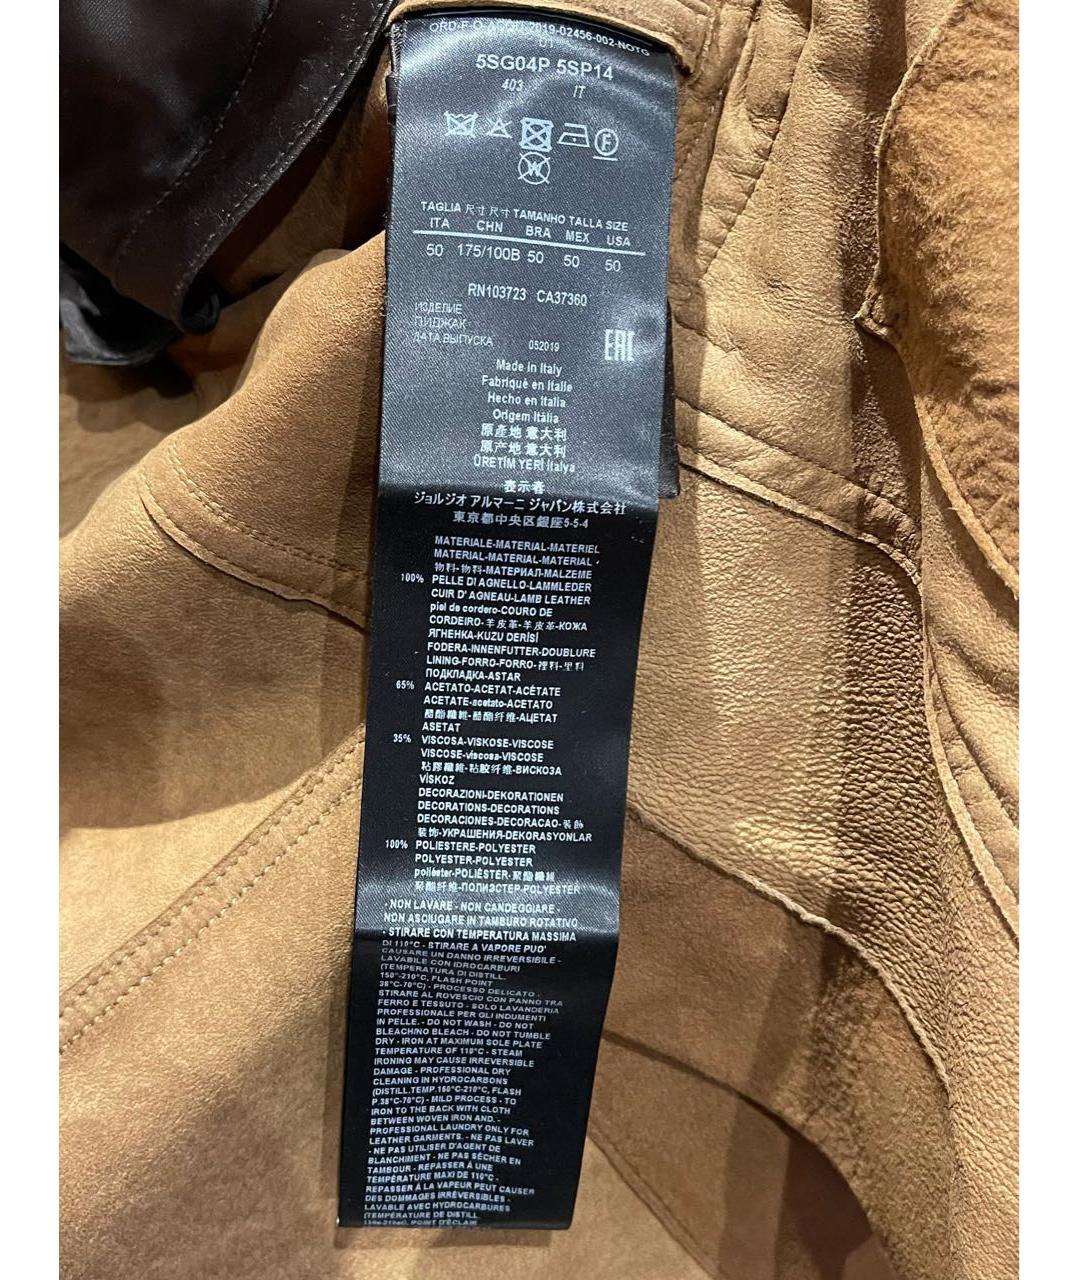 2019-02456-002-NOTG
01
5SG04P 5SP14
403 IT
F
W
TAGLIA 尺寸 尺寸 TAMANHO TALLA SIZE
ITA CHN BRA MEX USA
50 175/100B 50 50 50
RN103723 CA37360
ИЗДЕЛИЕ
ПИДЖАК
ДАТА ВЫПУСКА 052019 EAC
Made in Italy
Fabriqué en Italie
Hecho en Italia
Origem Itália
原產地 意大利
原产地 意大利
ÜRETİM YERİ İtalya
表示者
ジョルジオ アルマーニ ジャパン株式会社
東京都中央区銀座5-5-4
MATERIALE-MATERIAL-MATERIEL
MATERIAL-MATERIAL-MATERIAL -
物料-物料-МАТЕРИАЛ-MALZEME
100% PELLE DI AGNELLO-LAMMLEDER
CUIR D' AGNEAU-LAMB LEATHER
piel de cordero-COURO DE
CORDEIRO-羊皮革-羊皮革-КОЖА
ЯГНЕНКА-KUZU DERİSİ
FODERA-INNENFUTTER-DOUBLURE
LINING-FORRO-FORRO-裡料-里料
ПОДКЛАДКА-ASTAR
65% ACETATO-ACETAT-ACÉTATE
ACETATE-acetato-ACETATO
醋酯纖維-醋酯纤维-АЦЕТАТ
ASETAT
35% VISCOSA-VISKOSE-VISCOSE
VISCOSE-viscosa-VISCOSE
粘膠纖維-粘胶纤维-ВИСКОЗА
VİSKOZ
DECORAZIONI-DEKORATIONEN
DECORATIONS-DECORATIONS
DECORACIONES-DECORACAO-装飾
装饰-УКРАШЕНИЯ-DEKORASYONLAR
100% POLIESTERE-POLYESTER
POLYESTER-POLYESTER
poliéster-POLIÉSTER-聚酯纖維
聚酯纤维-ПОЛИЭСТЕР-POLYESTER
- NON LAVARE - NON CANDEGGIARE -
NON ASCIUGARE IN TAMBURO ROTATIVO
- STIRARE CON TEMPERATURA MASSIMA
DI 110°C - STIRARE A VAPORE PUO'
CAUSARE UN DANNO IRREVERSIBILE -
LAVABILE CON IDROCARBURI
(TEMPERATURA DI DISTILL.
150°-210°C, FLASH POINT
38°C-70°C) - PROCESSO DELICATO -
STIRARE AL ROVESCIO CON PANNO TRA
FERRO E TESSUTO - SOLO LAVANDERIA
PROFESSIONALE PER GLI INDUMENTI
IN PELLE. - DO NOT WASH - DO NOT
BLEACH/NO BLEACH - DO NOT TUMBLE
DRY - IRON AT MAXIMUM SOLE PLATE
TEMPERATURE OF 110°C - STEAM
IRONING MAY CAUSE IRREVERSIBLE
DAMAGE - PROFESSIONAL DRY
CLEANING IN HYDROCARBONS
(DISTILL.TEMP.150°C-210°C, FLASH
P.38°C-70°C) - MILD PROCESS - TO
IRON TO THE BACK WITH CLOTH
BETWEEN WOVEN IRON AND. -
PROFESSIONAL LAUNDRY ONLY FOR
LEATHER GARMENTS. - NE PAS LAVER
- NE PAS UTILISER D'AGENT DE
BLANCHIMENT - NE PAS SÉCHER EN
TAMBOUR - REPASSER À UNE
TEMPÉRATURE MAXI DE 110°C -
REPASSER À LA VAPEUR PEUT CAUSER
DES DOMMAGES IRRÉVERSIBLES -
LAVABLE AVEC HYDROCARBURES
(TEMPÉRATURE DE DISTILL.
POINT D'ÉCLAIR